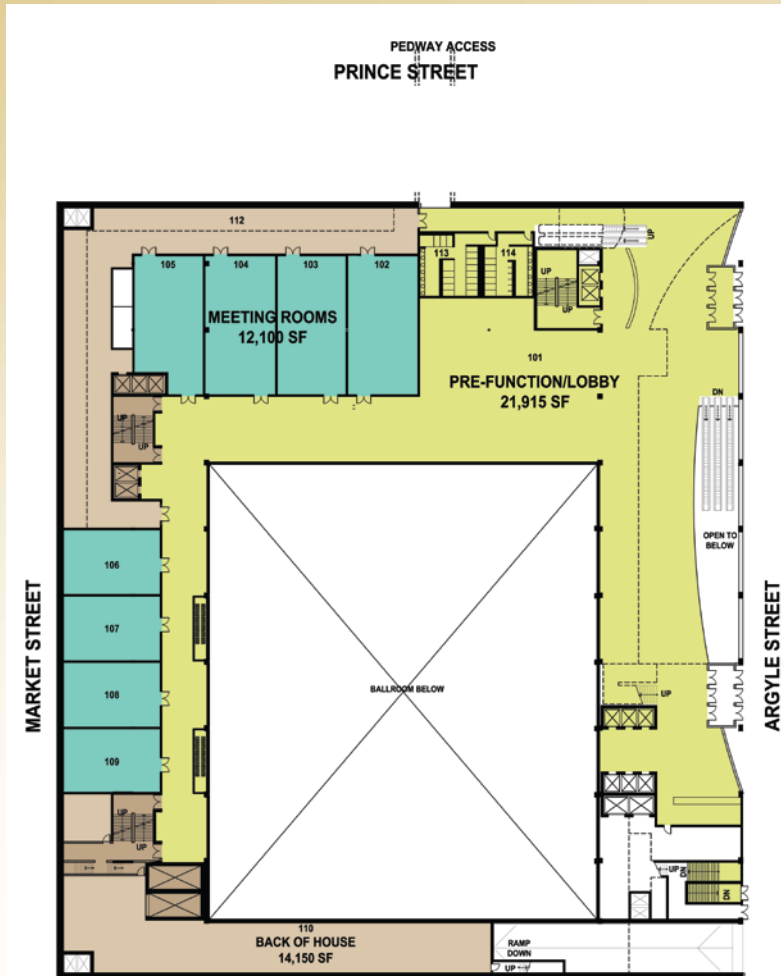 PEDWAY ACCESS
PRINCE STREET
112
105
104
103
102
113
114
UP
UP
UP
MEETING ROOMS
12,100 SF
101
PRE-FUNCTION/LOBBY
21,915 SF
DN
UP
UP
OPEN TO
BELOW
106
107
108
109
MARKET STREET
ARGYLE STREET
BALLROOM BELOW
UP
UP
UP
UP
DN
DN
110
BACK OF HOUSE
14,150 SF
RAMP
DOWN
UP